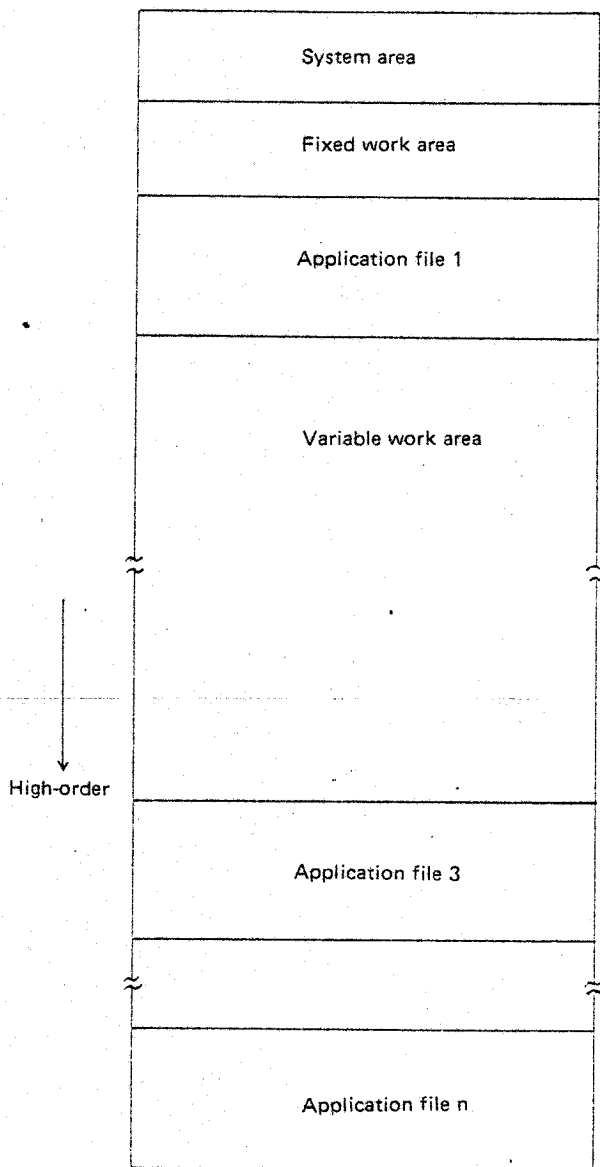 System area
Fixed work area
Application file 1
Variable work area
High-order
Application file 3
Application file n